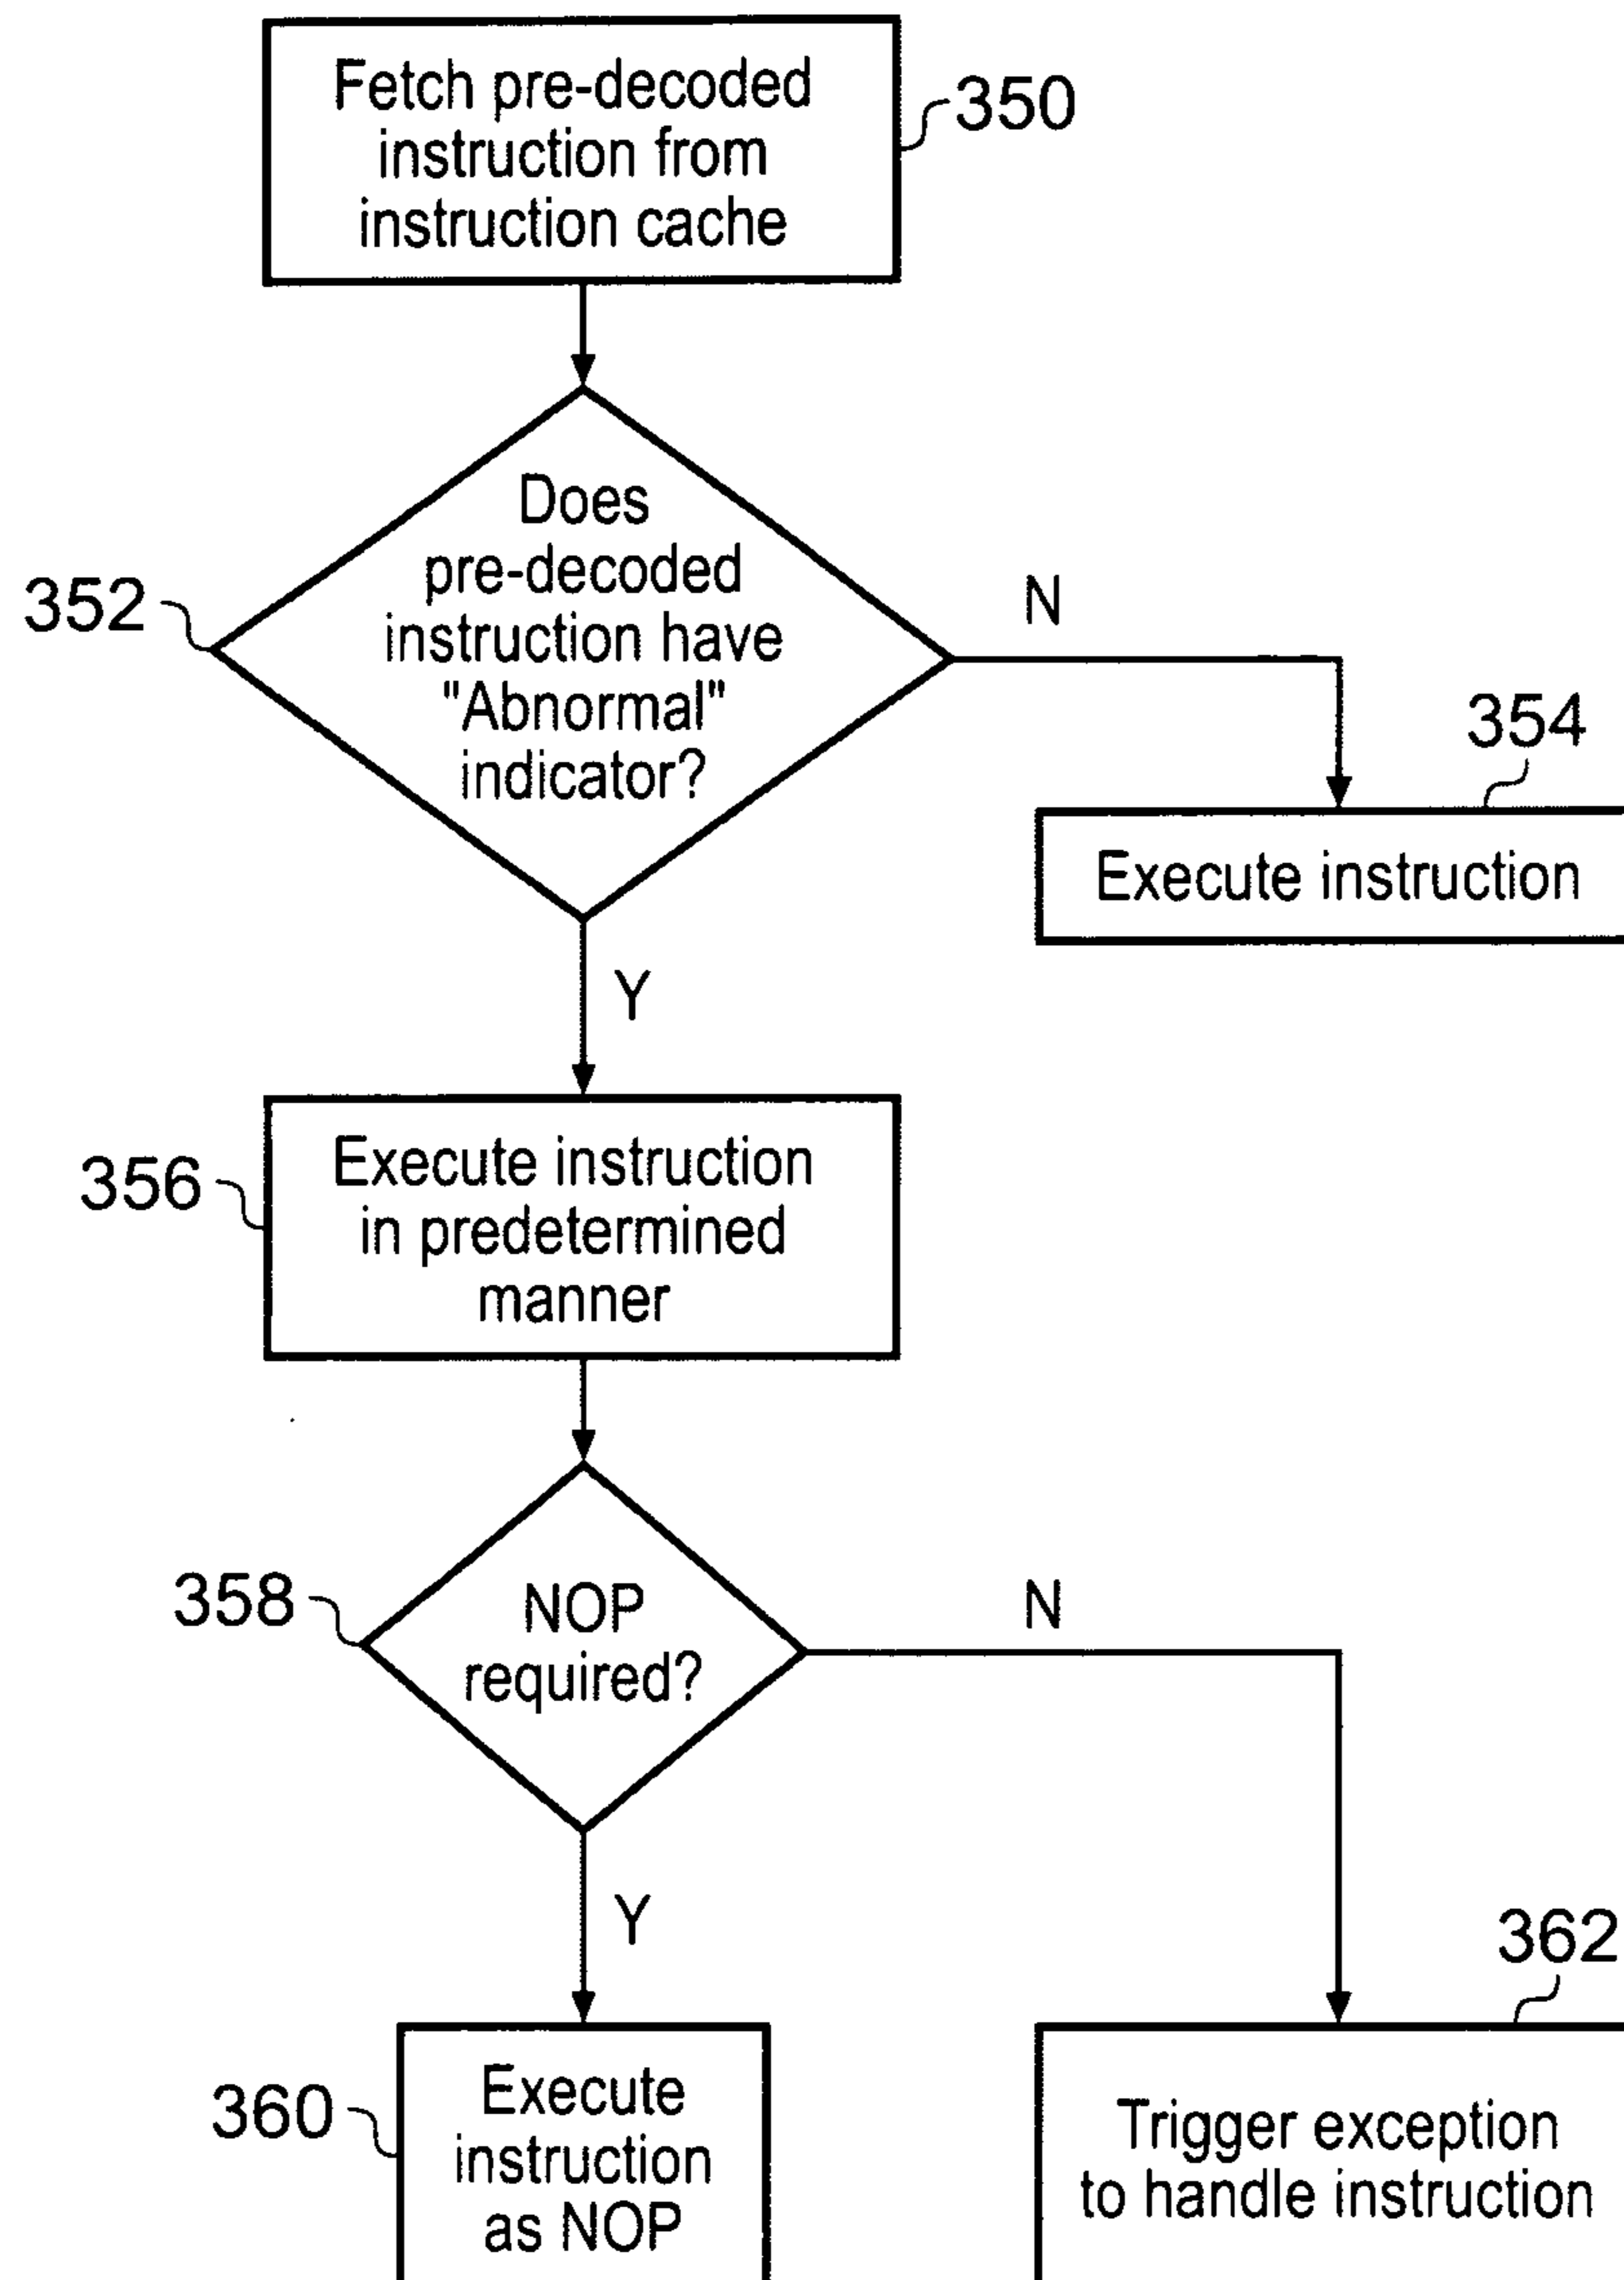 Fetch pre-decoded
instruction from
instruction cache
350
Does
pre-decoded
instruction have
"Abnormal"
indicator?
352
N
354
Execute instruction
Y
356
Execute instruction
in predetermined
manner
358
NOP
required?
N
Y
362
360
Execute
instruction
as NOP
Trigger exception
to handle instruction